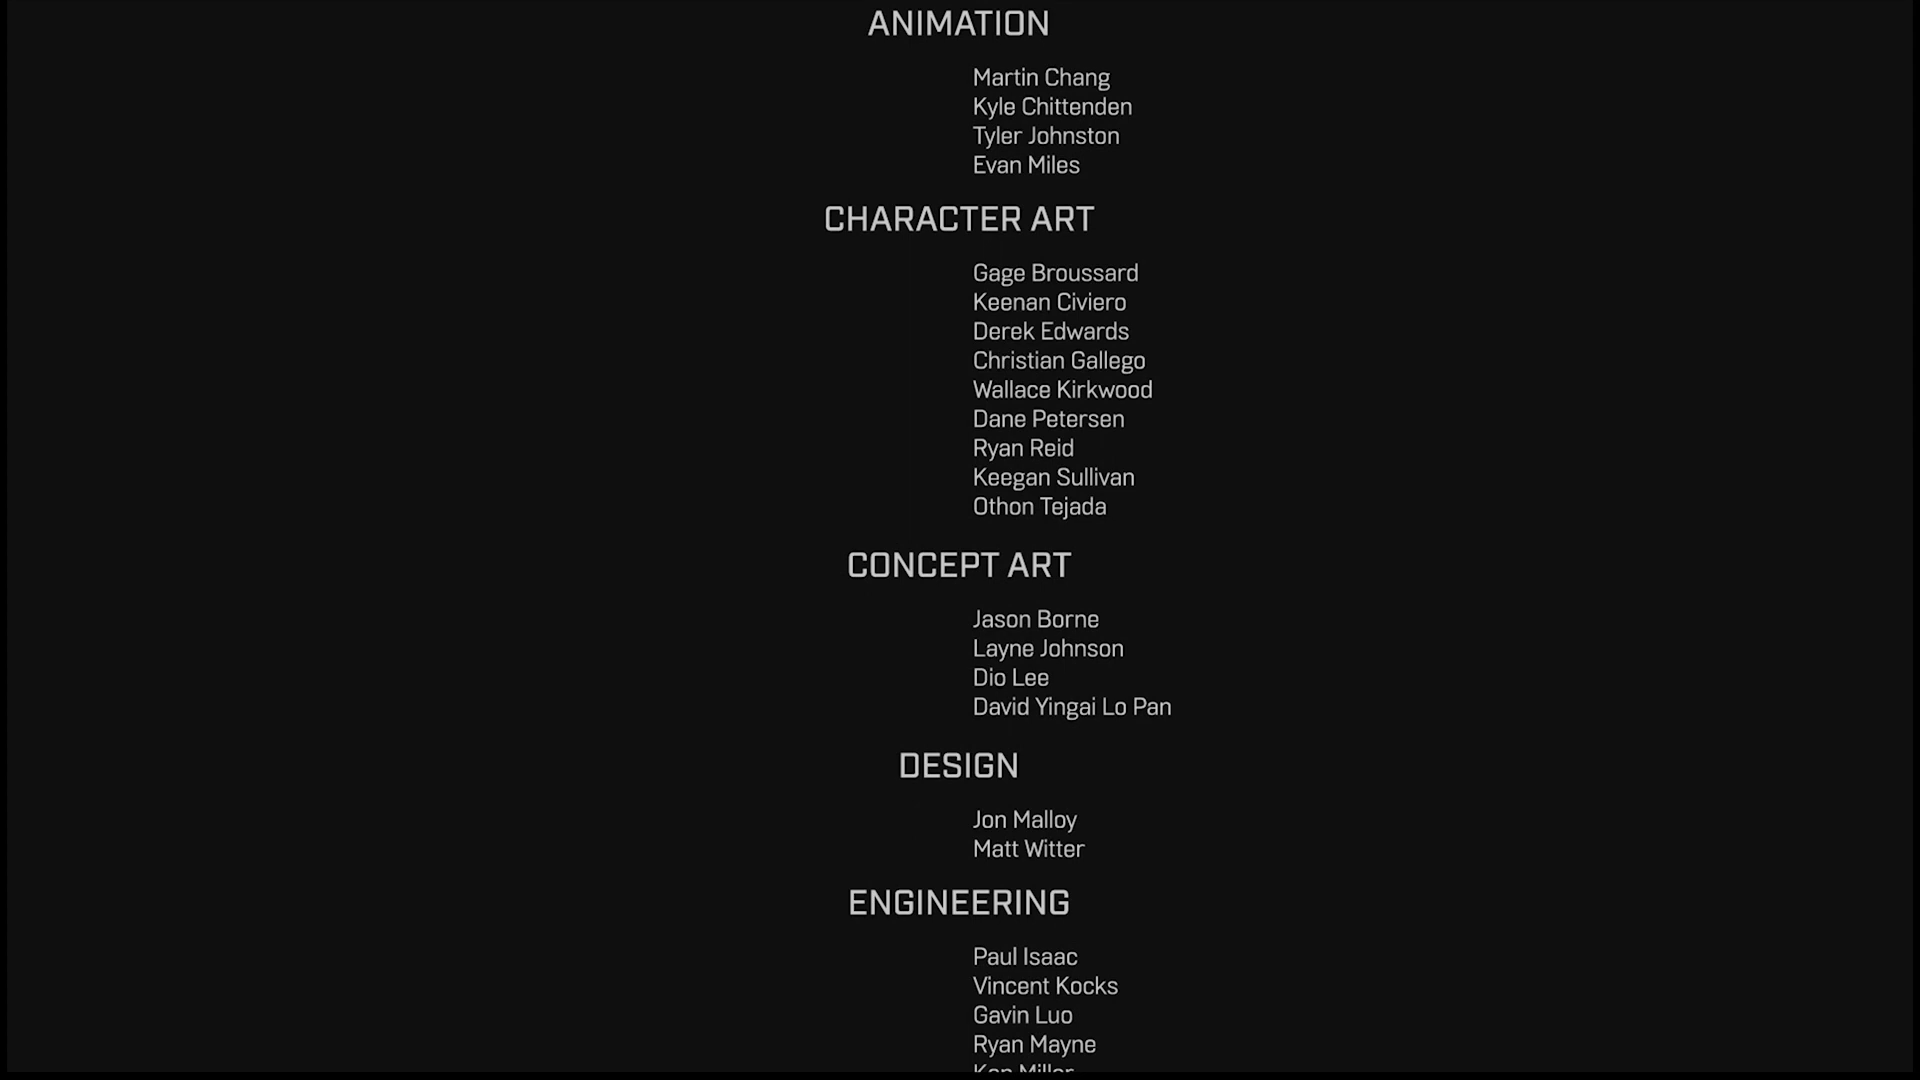 ANIMATION
Martin Chang
Kyle Chittenden
Tyler Johnston
Evan Miles
CHARACTER ART
Gage Broussard
Keenan Civiero
Derek Edwards
Christian Gallego
Wallace Kirkwood
Dane Petersen
Ryan Reid
Keegan Sullivan
Othon Tejada
CONCEPT ART
Jason Borne
Layne Johnson
Dio Lee
David Yingai Lo Pan
DESIGN
Jon Malloy
Matt Witter
ENGINEERING
Paul Isaac
Vincent Kocks
Gavin Luo
Ryan Mayne